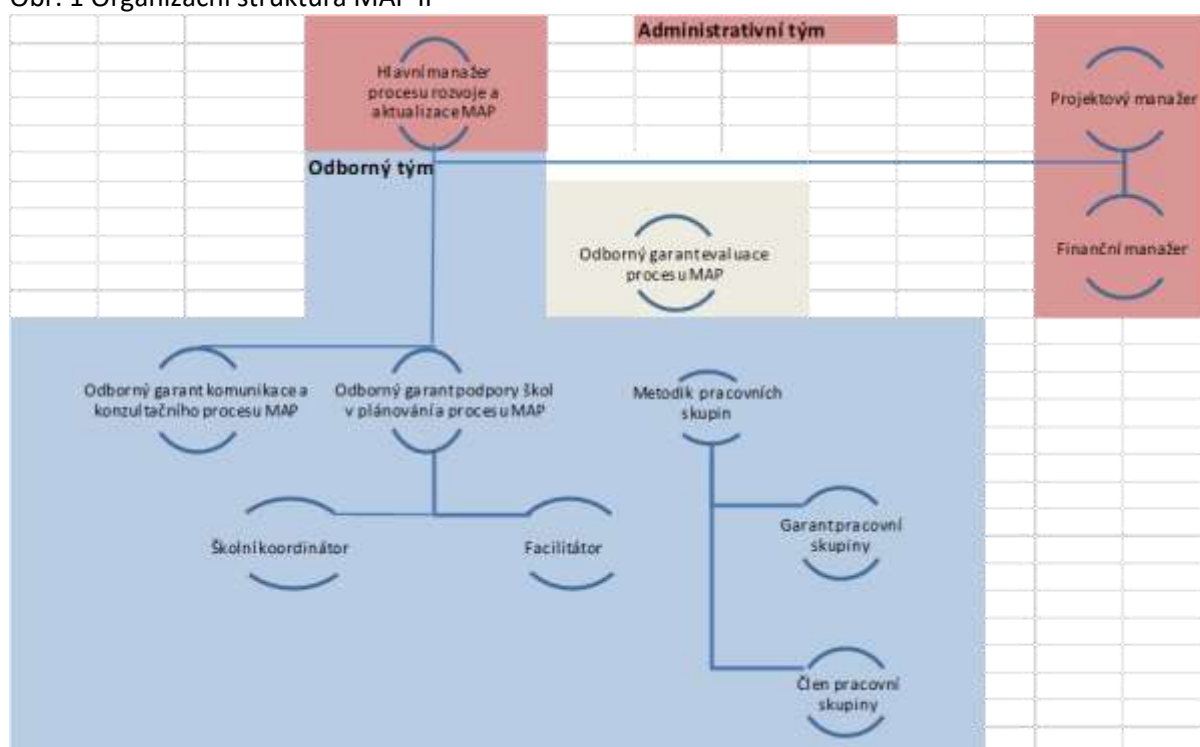 Obr. 1 Organizační struktura MAP II
Administrativní tým
Hlavní manažer
procesu rozvoje a
aktualizace MAP
Projektový manažer
Odborný tým
Odborný garant evaluace
procesu MAP
Finanční manažer
Odborný garant komunikace a
konzultačního procesu MAP
Odborný garant podpory škol
v plánování a procesu MAP
Metodik pracovních
skupin
Školní koordinátor
Facilitátor
Garant pracovní
skupiny
Člen pracovní
skupiny